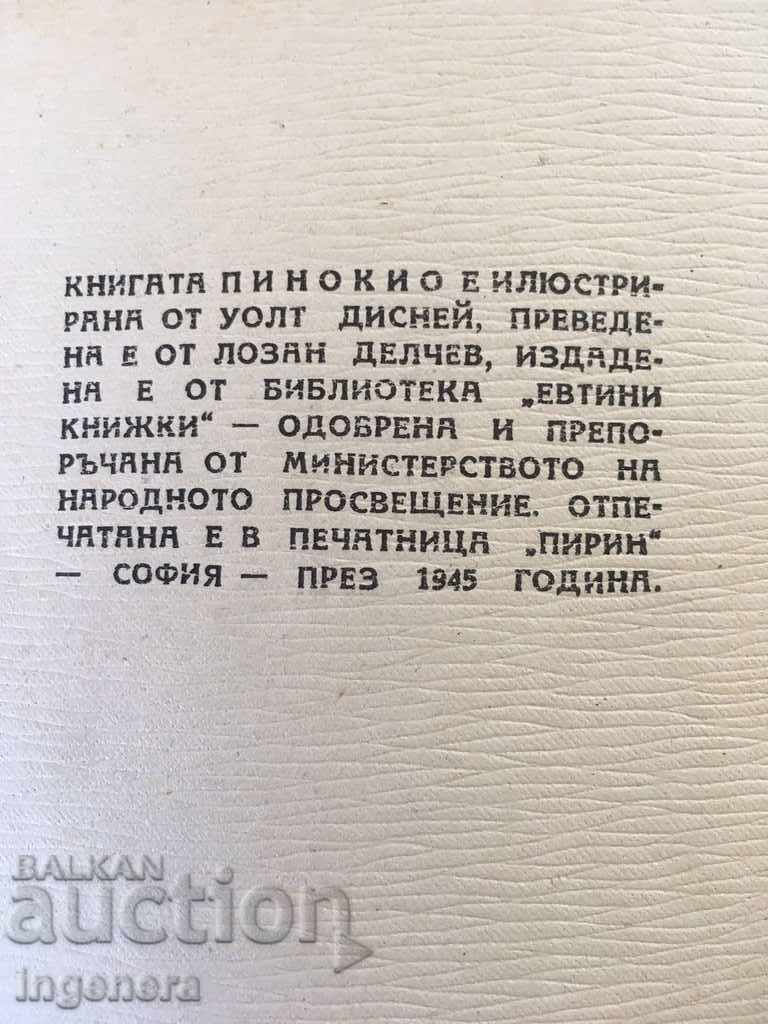 КНИГАТА ПИНОКИО Е ИЛЮСТРИ-
РАНА ОТ УОЛТ ДИСНЕЙ, ПРЕВЕДЕ-
НА Е ОТ ЛОЗАН ДЕЛЧЕВ, ИЗДАДЕ-
НА Е ОТ БИБЛИОТЕКА „ЕВТИНИ
КНИЖКИ“ — ОДОБРЕНА И ПРЕПО-
РЪЧАНА ОТ МИНИСТЕРСТВОТО НА
НАРОДНОТО ПРОСВЕЩЕНИЕ. ОТПЕ-
ЧАТАНА Е В ПЕЧАТНИЦА „ПИРИН“
— СОФИЯ — ПРЕЗ 1945 ГОДИНА.
BALKAN
auction
ingenera